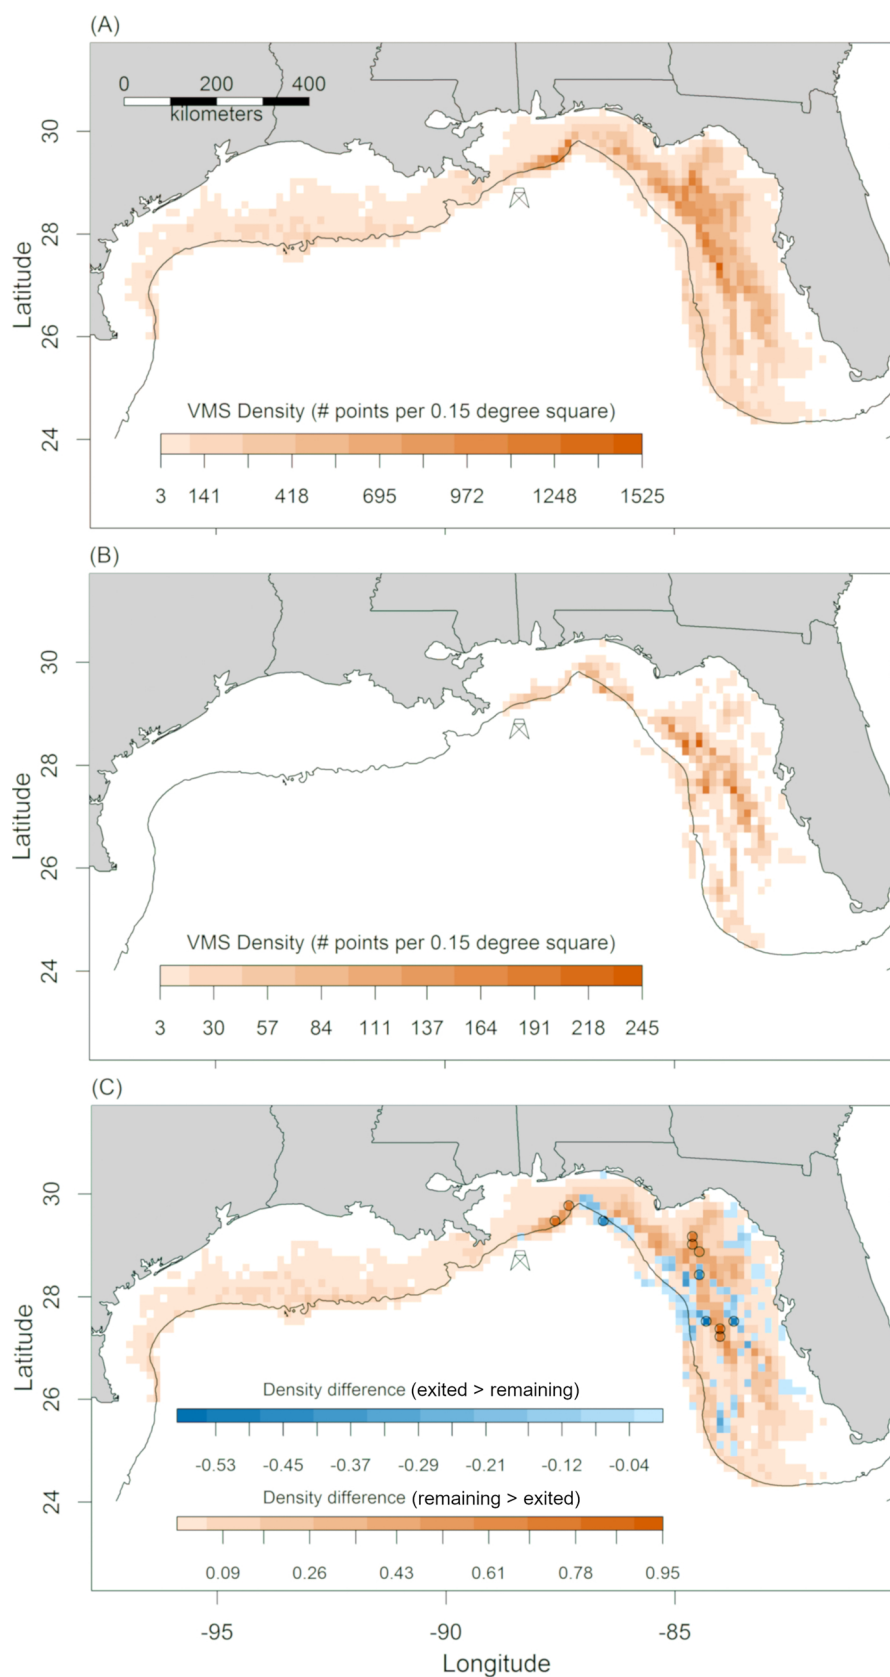 (A)
0 200 400
kilometers
30
28
26
24
Latitude
VMS Density (# points per 0.15 degree square)
3 141 418 695 972 1248 1525
(B)
30
28
26
24
Latitude
VMS Density (# points per 0.15 degree square)
3 30 57 84 111 137 164 191 218 245
(C)
30
28
26
24
Latitude
Density difference (exited > remaining)
-0.53 -0.45 -0.37 -0.29 -0.21 -0.12 -0.04
Density difference (remaining > exited)
0.09 0.26 0.43 0.61 0.78 0.95
-95 -90 -85
Longitude